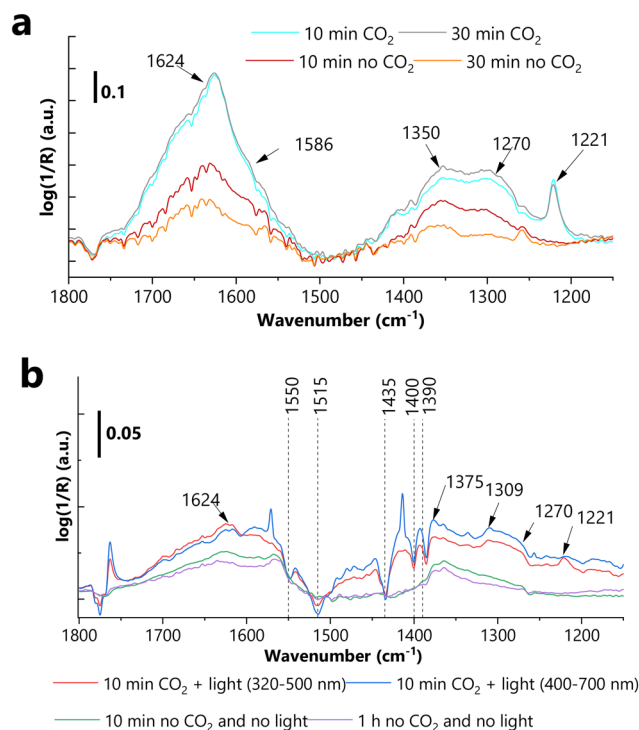 a
10 min CO₂
30 min CO₂
10 min no CO₂
30 min no CO₂
0.1
1624
1586
1350
1270
1221
log(1/R) (a.u.)
1800 1700 1600 1500 1400 1300 1200
Wavenumber (cm⁻¹)
b
0.05
1550
1515
1435
1400
1390
1624
1375
1309
1270
1221
log(1/R) (a.u.)
1800 1700 1600 1500 1400 1300 1200
Wavenumber (cm⁻¹)
10 min CO₂ + light (320-500 nm)
10 min CO₂ + light (400-700 nm)
10 min no CO₂ and no light
1 h no CO₂ and no light